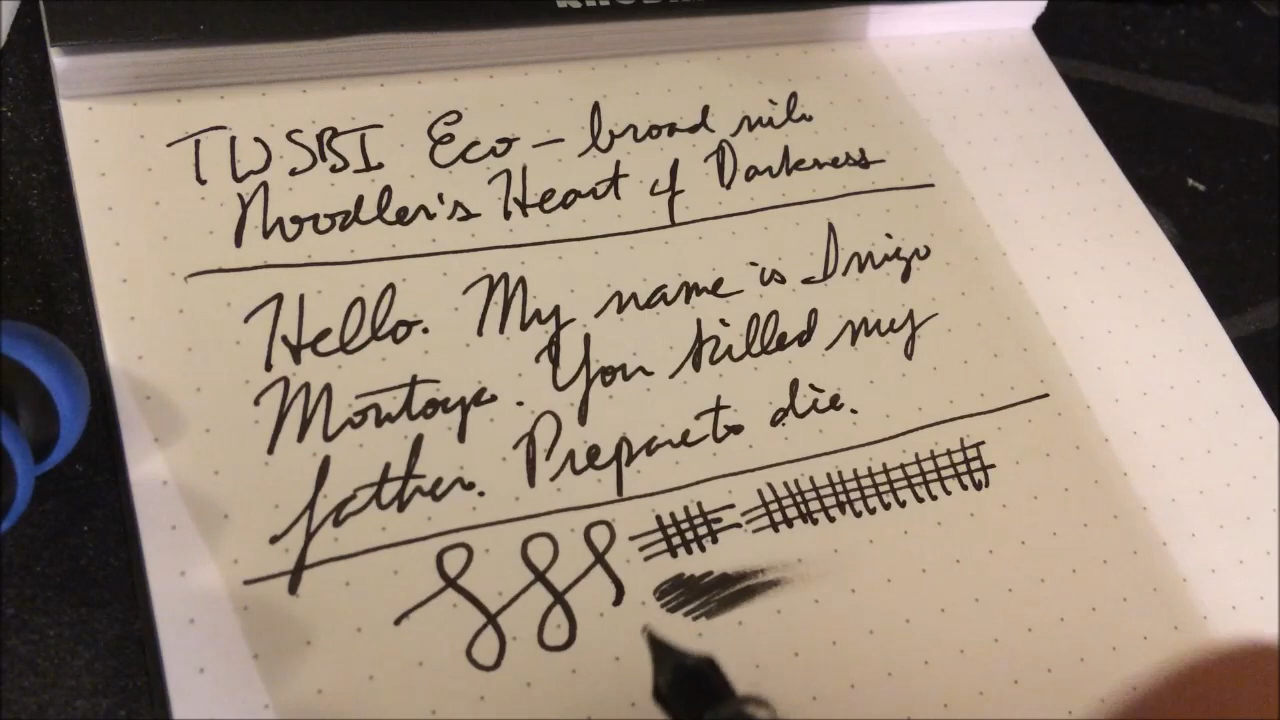 TWSBI Eco – broad nib
Noodler's Heart of Darkness
Hello. My name is Inigo
Montoya. You killed my
father. Prepare to die.